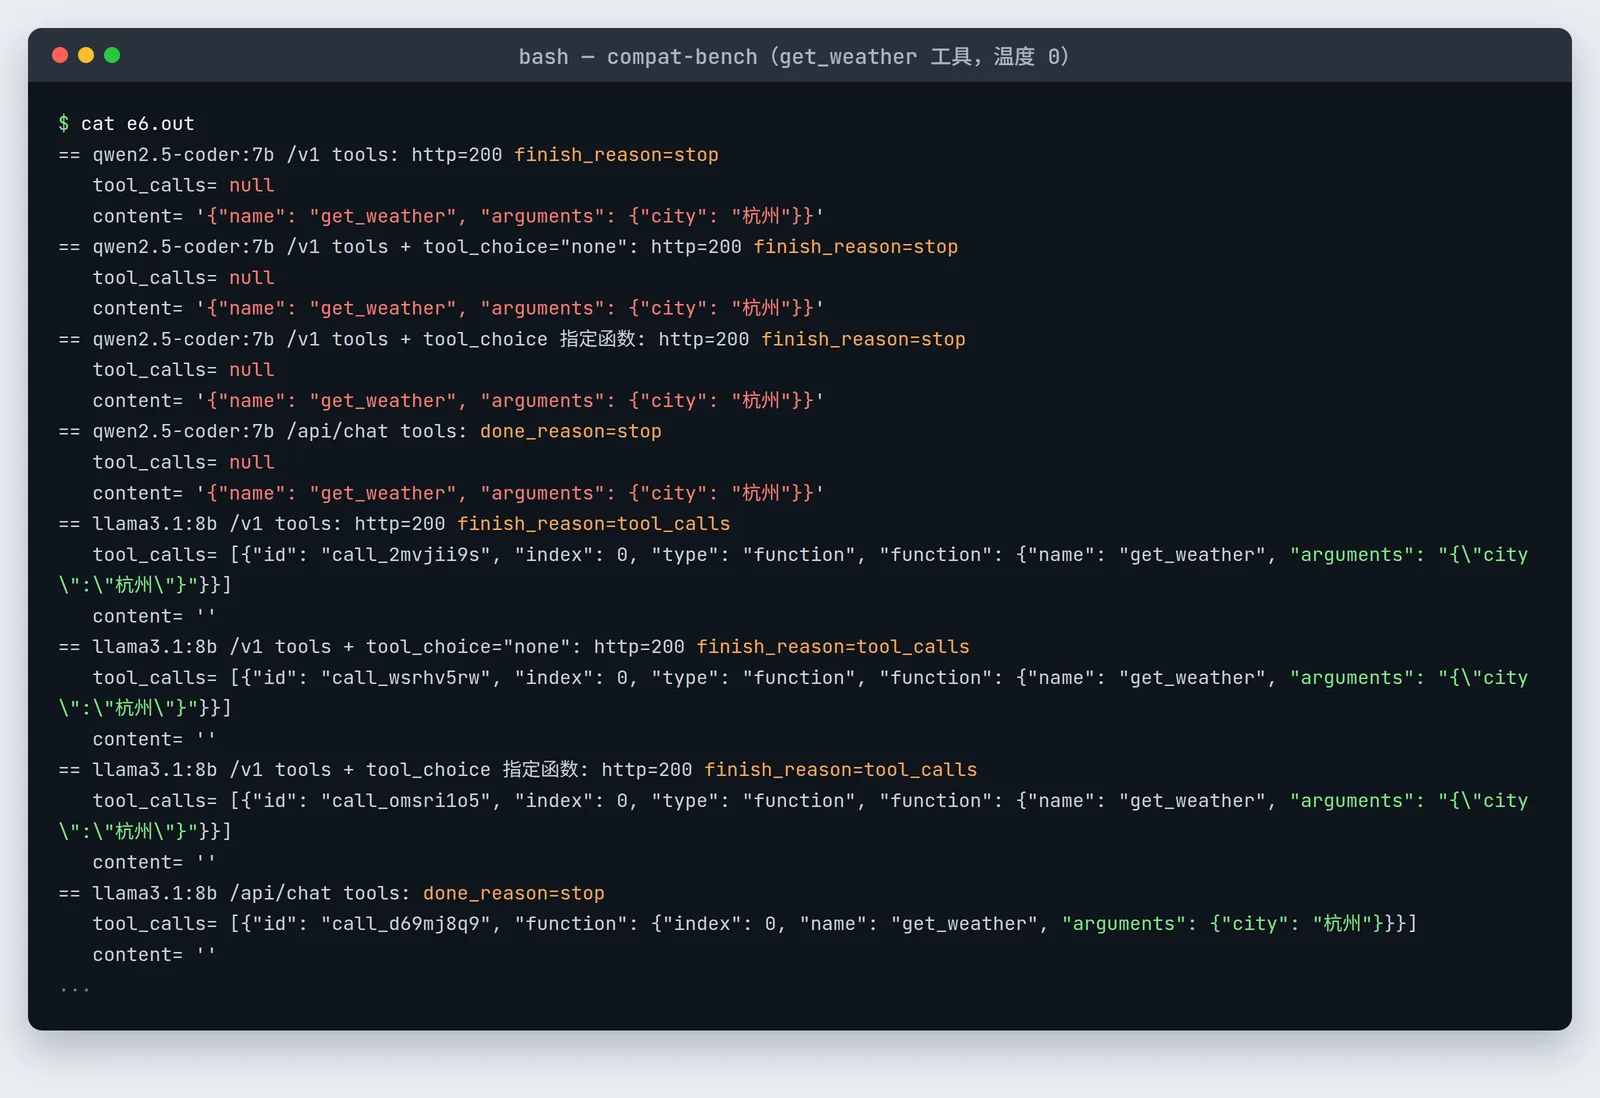 bash — compat-bench（get_weather 工具，温度 0）
$ cat e6.out
== qwen2.5-coder:7b /v1 tools: http=200 finish_reason=stop
   tool_calls= null
   content= '{"name": "get_weather", "arguments": {"city": "杭州"}}'
== qwen2.5-coder:7b /v1 tools + tool_choice="none": http=200 finish_reason=stop
   tool_calls= null
   content= '{"name": "get_weather", "arguments": {"city": "杭州"}}'
== qwen2.5-coder:7b /v1 tools + tool_choice 指定函数: http=200 finish_reason=stop
   tool_calls= null
   content= '{"name": "get_weather", "arguments": {"city": "杭州"}}'
== qwen2.5-coder:7b /api/chat tools: done_reason=stop
   tool_calls= null
   content= '{"name": "get_weather", "arguments": {"city": "杭州"}}'
== llama3.1:8b /v1 tools: http=200 finish_reason=tool_calls
   tool_calls= [{"id": "call_2mvjii9s", "index": 0, "type": "function", "function": {"name": "get_weather", "arguments": "{\"city
\":\"杭州\"}"}}]
   content= ''
== llama3.1:8b /v1 tools + tool_choice="none": http=200 finish_reason=tool_calls
   tool_calls= [{"id": "call_wsrhv5rw", "index": 0, "type": "function", "function": {"name": "get_weather", "arguments": "{\"city
\":\"杭州\"}"}}]
   content= ''
== llama3.1:8b /v1 tools + tool_choice 指定函数: http=200 finish_reason=tool_calls
   tool_calls= [{"id": "call_omsri1o5", "index": 0, "type": "function", "function": {"name": "get_weather", "arguments": "{\"city
\":\"杭州\"}"}}]
   content= ''
== llama3.1:8b /api/chat tools: done_reason=stop
   tool_calls= [{"id": "call_d69mj8q9", "function": {"index": 0, "name": "get_weather", "arguments": {"city": "杭州"}}}]
   content= ''
...